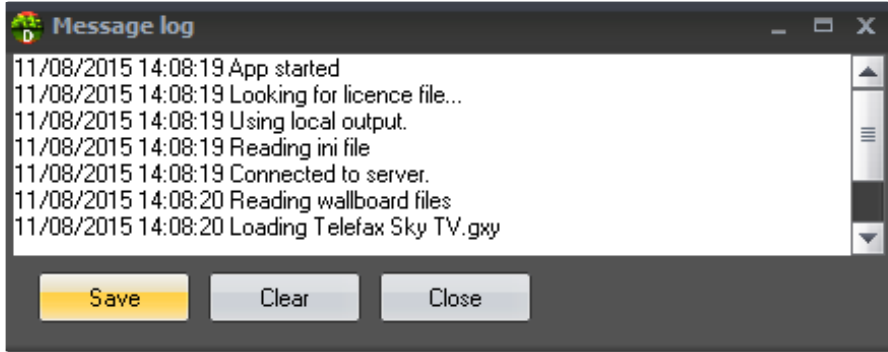 D
Message log
11/08/2015 14:08:19 App started
11/08/2015 14:08:19 Looking for licence file...
11/08/2015 14:08:19 Using local output.
11/08/2015 14:08:19 Reading ini file
11/08/2015 14:08:19 Connected to server.
11/08/2015 14:08:20 Reading wallboard files
11/08/2015 14:08:20 Loading Telefax Sky TV.gxy
Save Clear Close